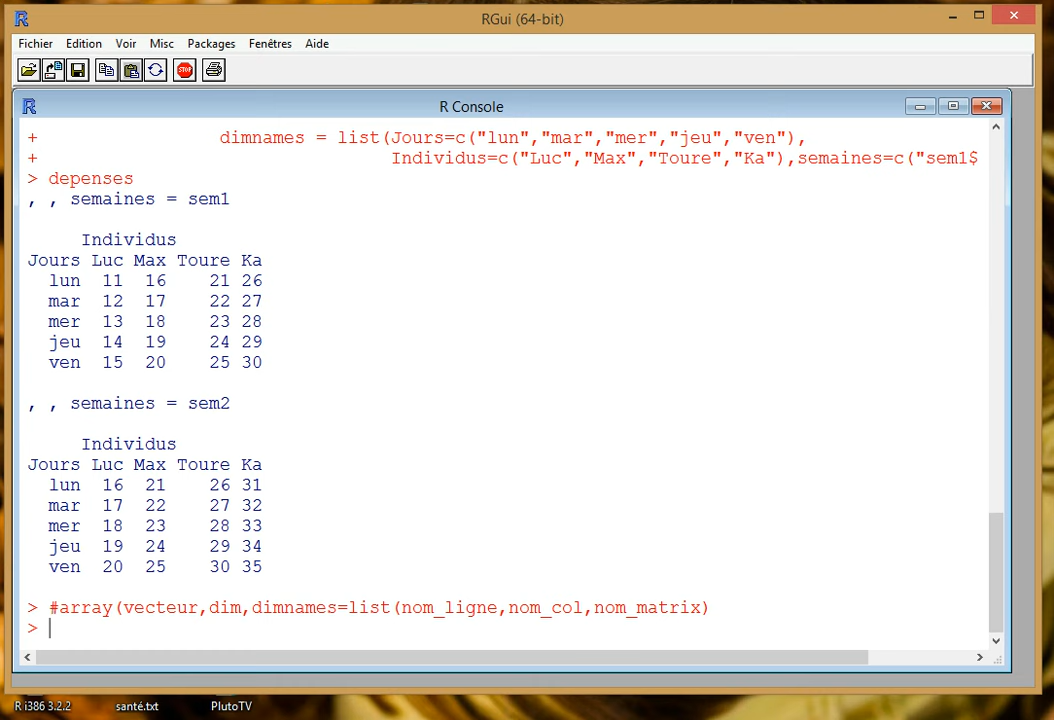 RGui (64-bit)
Fichier Edition Voir Misc Packages Fenêtres Aide
STOP
R Console
+                  dimnames = list(Jours=c("lun","mar","mer","jeu","ven"),
+                                  Individus=c("Luc","Max","Toure","Ka"),semaines=c("sem1$
> depenses
, , semaines = sem1
     Individus
Jours Luc Max Toure Ka
  lun  11  16    21 26
  mar  12  17    22 27
  mer  13  18    23 28
  jeu  14  19    24 29
  ven  15  20    25 30
, , semaines = sem2
     Individus
Jours Luc Max Toure Ka
  lun  16  21    26 31
  mar  17  22    27 32
  mer  18  23    28 33
  jeu  19  24    29 34
  ven  20  25    30 35
> #array(vecteur,dim,dimnames=list(nom_ligne,nom_col,nom_matrix)
>
R i386 3.2.2 santé.txt PlutoTV